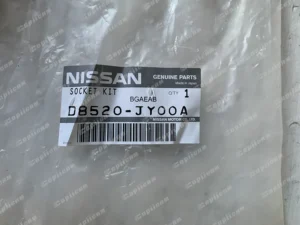 NISSAN
GENUINE PARTS
SOCKET KIT
QTY 1
BGAEAB
D8520-JY00A
NISSAN MOTOR CO., LTD.